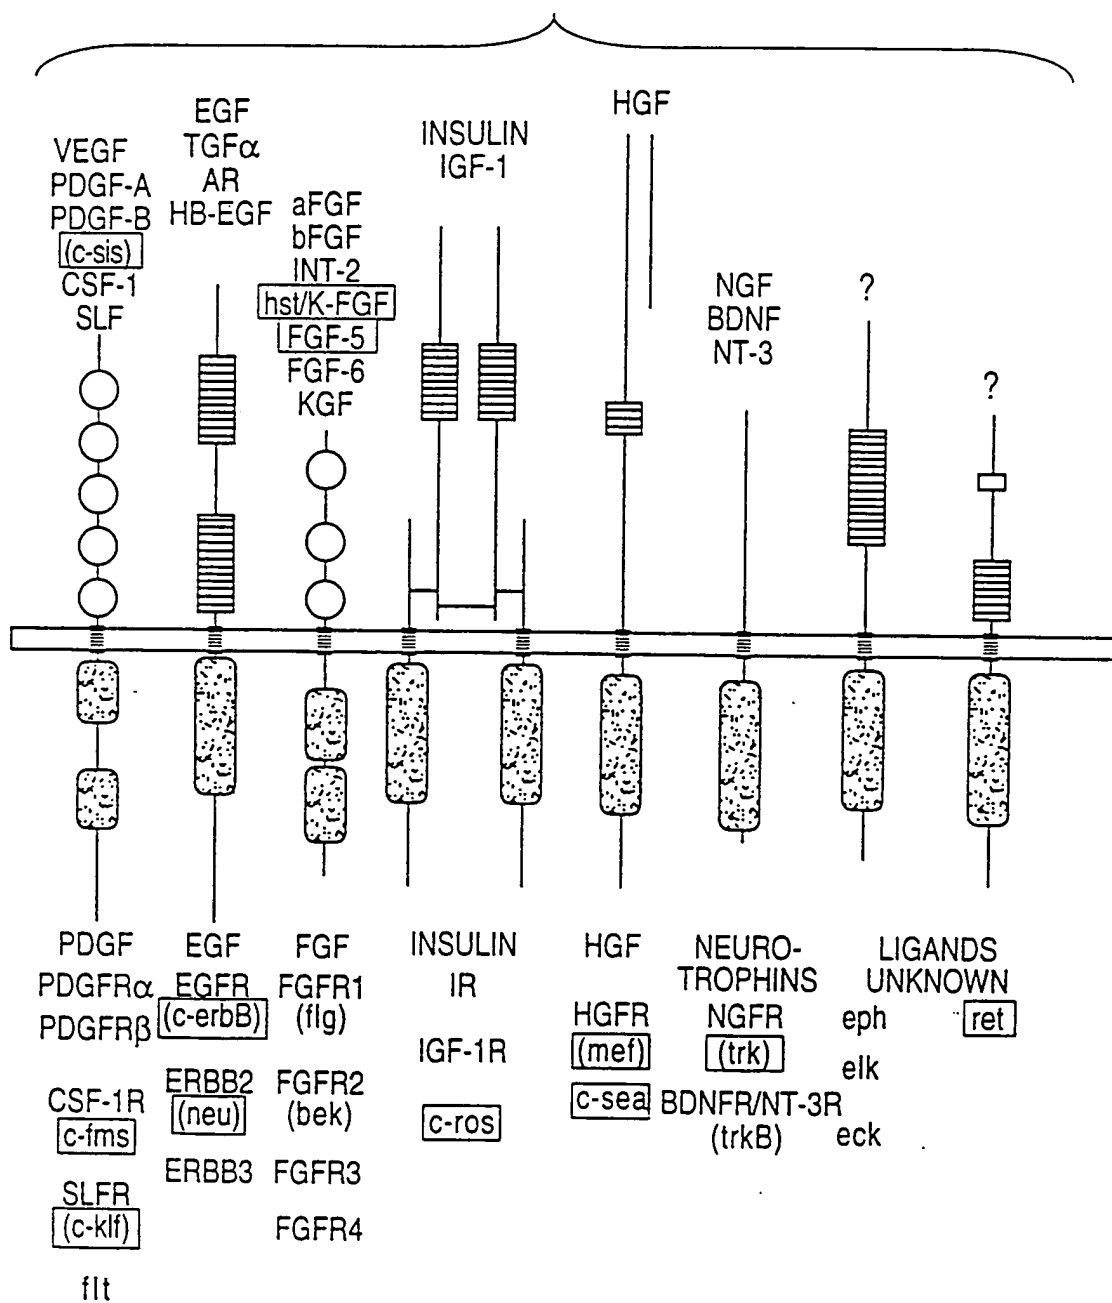 VEGF
PDGF-A
PDGF-B
(c-sis)
CSF-1
SLF
EGF
TGFα
AR
HB-EGF
aFGF
bFGF
INT-2
hst/K-FGF
FGF-5
FGF-6
KGF
INSULIN
IGF-1
HGF
NGF
BDNF
NT-3
?
?
PDGF
PDGFRα
PDGFRβ
CSF-1R
c-fms
SLFR
(c-klf)
flt
EGF
EGFR
(c-erbB)
ERBB2
(neu)
ERBB3
FGF
FGFR1
(flg)
FGFR2
(bek)
FGFR3
FGFR4
INSULIN
IR
IGF-1R
c-ros
HGF
HGFR
(mef)
c-sea
NEURO-
TROPHINS
NGFR
(trk)
BDNFR/NT-3R
(trkB)
LIGANDS
UNKNOWN
eph
elk
eck
ret